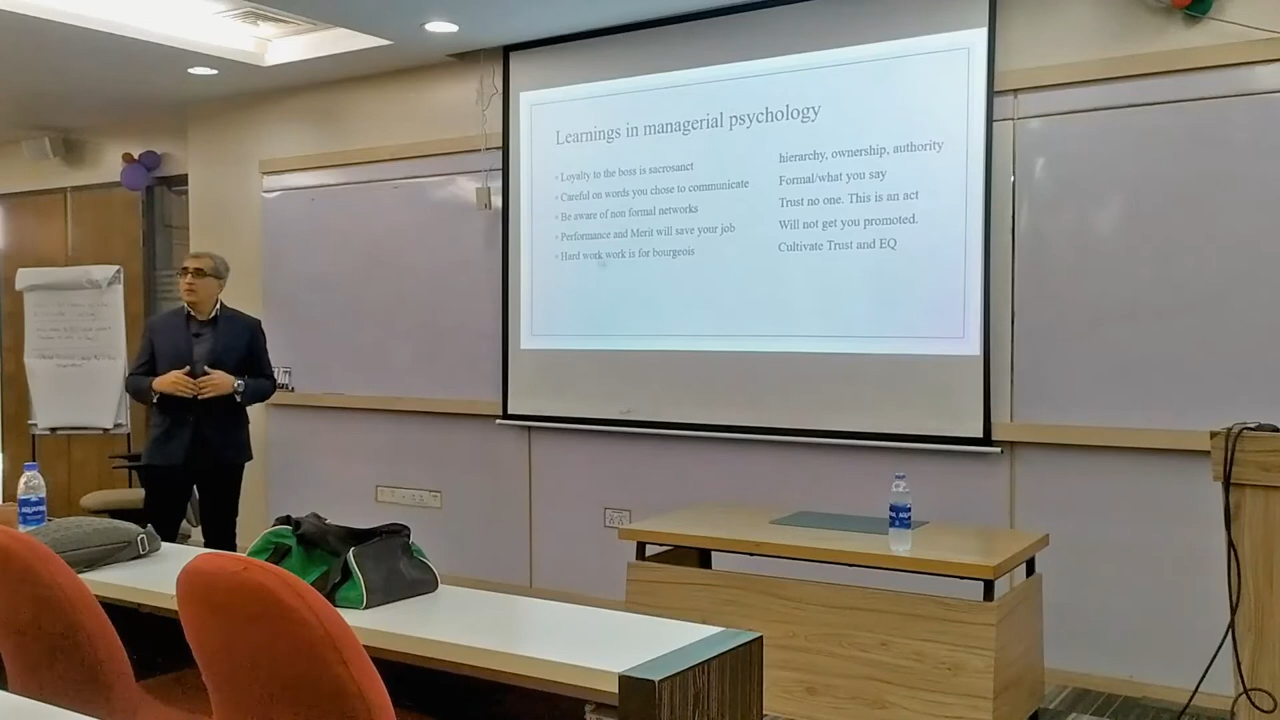 Learnings in managerial psychology
Loyalty to the boss is sacrosanct
Careful on words you chose to communicate
Be aware of non formal networks
Performance and Merit will save your job
Hard work work is for bourgeois
hierarchy, ownership, authority
Formal/what you say
Trust no one. This is an act
Will not get you promoted.
Cultivate Trust and EQ
AQUAFINA